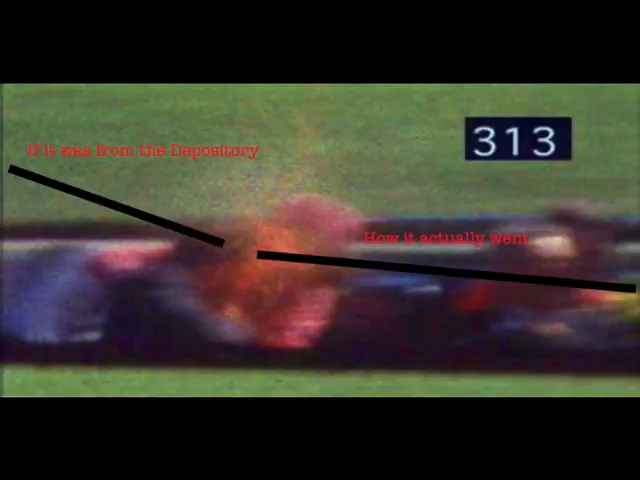 313
If it was from the Depository
How it actually went